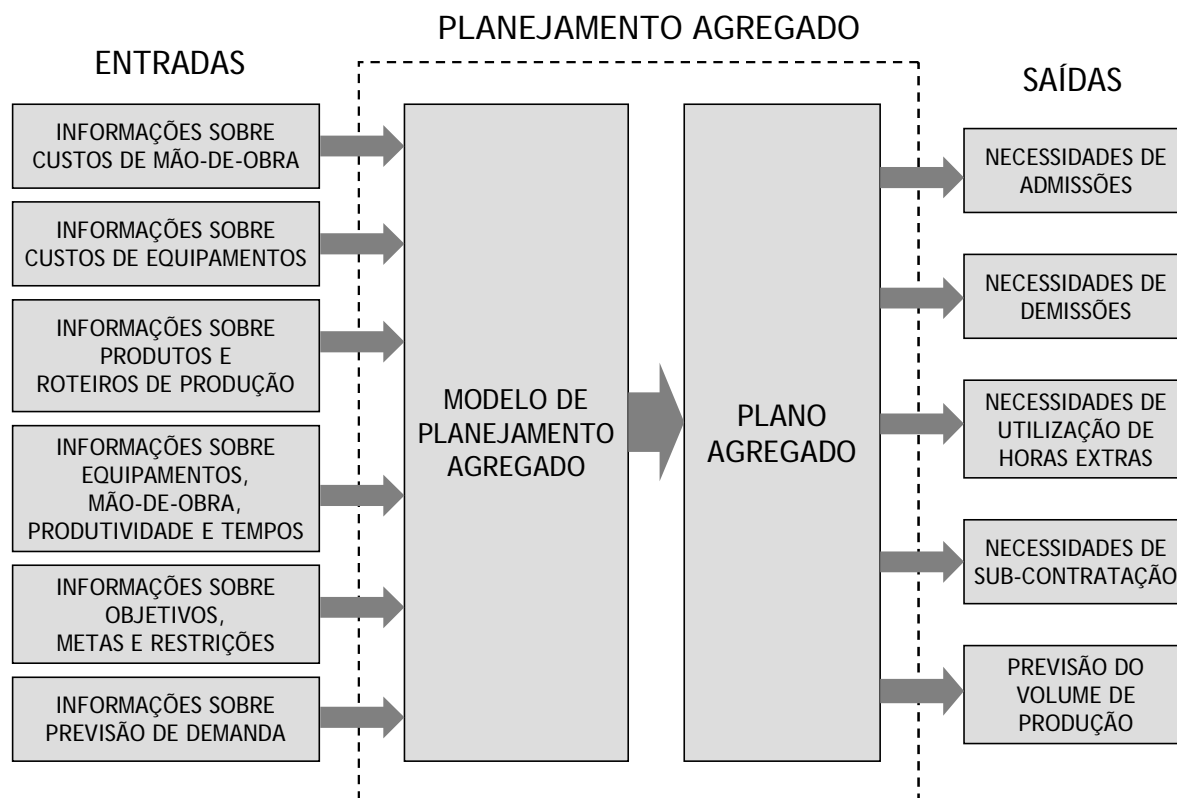 PLANEJAMENTO AGREGADO
ENTRADAS
SAÍDAS
INFORMAÇÕES SOBRE
CUSTOS DE MÃO-DE-OBRA
INFORMAÇÕES SOBRE
CUSTOS DE EQUIPAMENTOS
INFORMAÇÕES SOBRE
PRODUTOS E
ROTEIROS DE PRODUÇÃO
INFORMAÇÕES SOBRE
EQUIPAMENTOS,
MÃO-DE-OBRA,
PRODUTIVIDADE E TEMPOS
INFORMAÇÕES SOBRE
OBJETIVOS,
METAS E RESTRIÇÕES
INFORMAÇÕES SOBRE
PREVISÃO DE DEMANDA
MODELO DE
PLANEJAMENTO
AGREGADO
PLANO
AGREGADO
NECESSIDADES DE
ADMISSÕES
NECESSIDADES DE
DEMISSÕES
NECESSIDADES DE
UTILIZAÇÃO DE
HORAS EXTRAS
NECESSIDADES DE
SUB-CONTRATAÇÃO
PREVISÃO DO
VOLUME DE
PRODUÇÃO